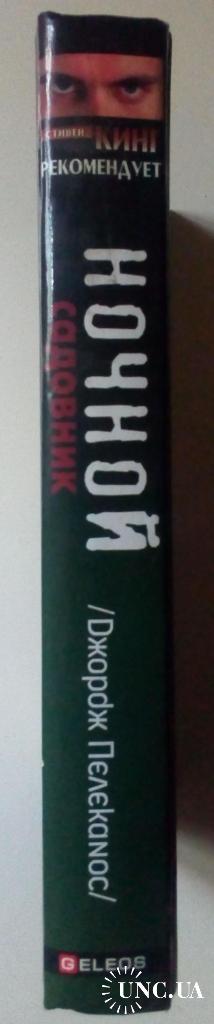 СТИВЕН КИНГ
РЕКОМЕНДУЕТ
НОЧНОЙ
САДОВНИК
/Джордж Пелеканос/
GELEOS
UNC.UA